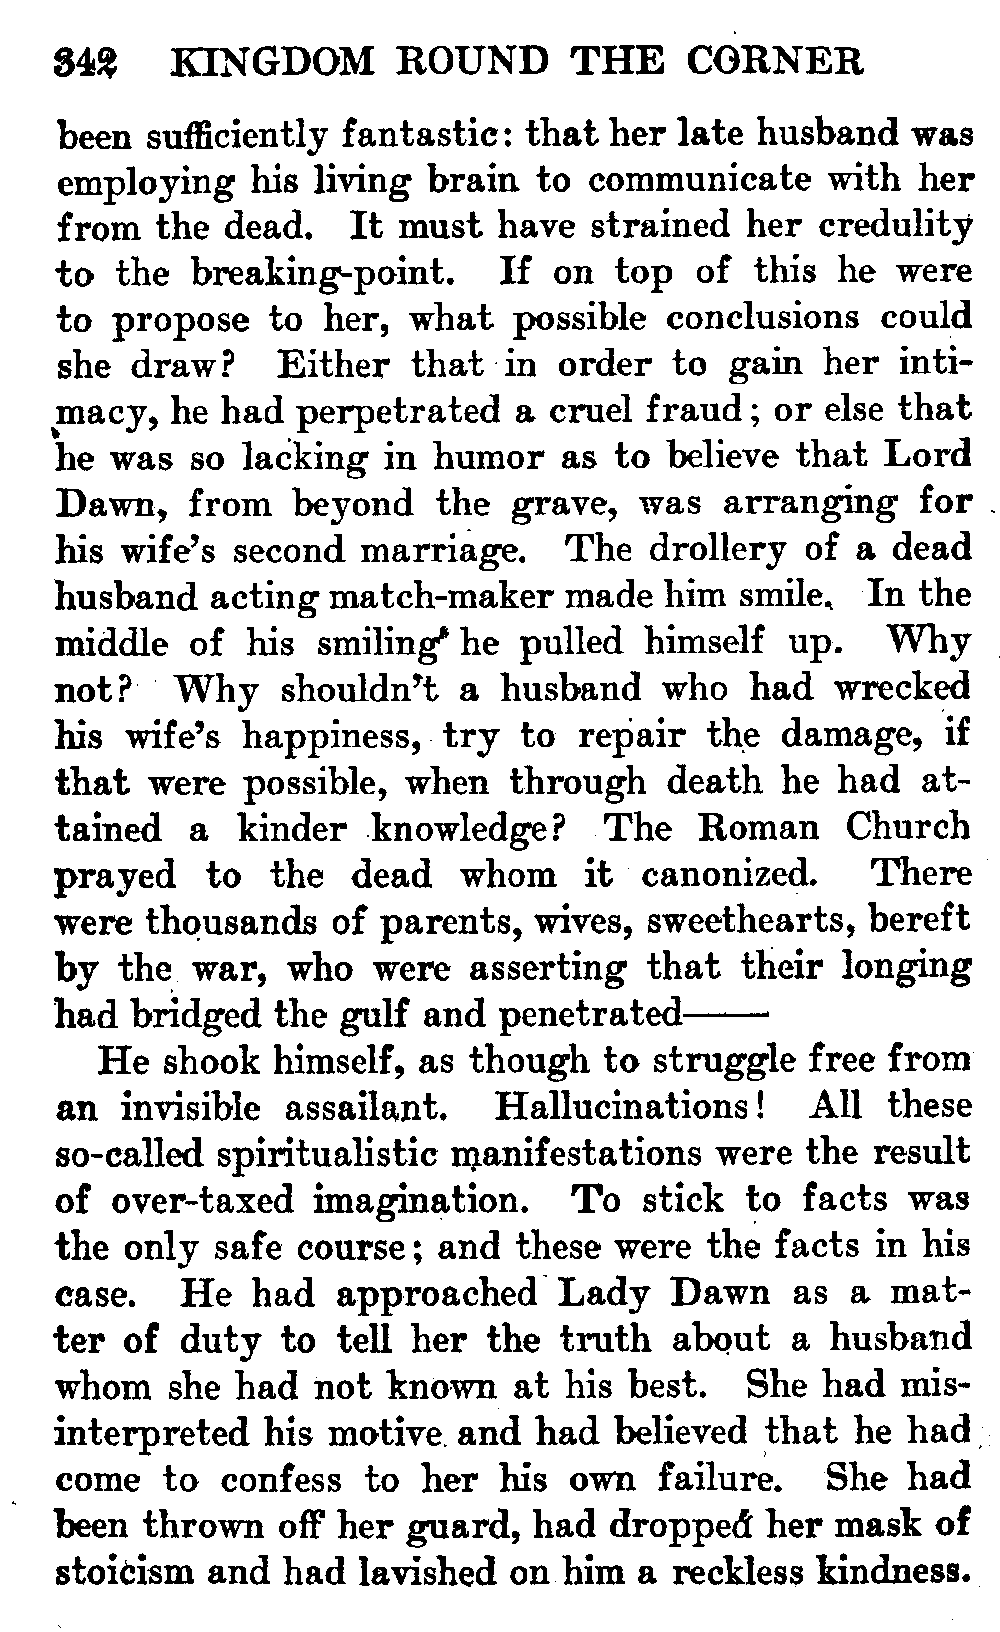 342 KINGDOM ROUND THE CORNER
been sufficiently fantastic: that her late husband was
employing his living brain to communicate with her
from the dead. It must have strained her credulity
to the breaking-point. If on top of this he were
to propose to her, what possible conclusions could
she draw? Either that in order to gain her inti-
macy, he had perpetrated a cruel fraud; or else that
he was so lacking in humor as to believe that Lord
Dawn, from beyond the grave, was arranging for
his wife's second marriage. The drollery of a dead
husband acting match-maker made him smile. In the
middle of his smiling he pulled himself up. Why
not? Why shouldn't a husband who had wrecked
his wife's happiness, try to repair the damage, if
that were possible, when through death he had at-
tained a kinder knowledge? The Roman Church
prayed to the dead whom it canonized. There
were thousands of parents, wives, sweethearts, bereft
by the war, who were asserting that their longing
had bridged the gulf and penetrated——
He shook himself, as though to struggle free from
an invisible assailant. Hallucinations! All these
so-called spiritualistic manifestations were the result
of over-taxed imagination. To stick to facts was
the only safe course; and these were the facts in his
case. He had approached Lady Dawn as a mat-
ter of duty to tell her the truth about a husband
whom she had not known at his best. She had mis-
interpreted his motive and had believed that he had
come to confess to her his own failure. She had
been thrown off her guard, had dropped her mask of
stoicism and had lavished on him a reckless kindness.